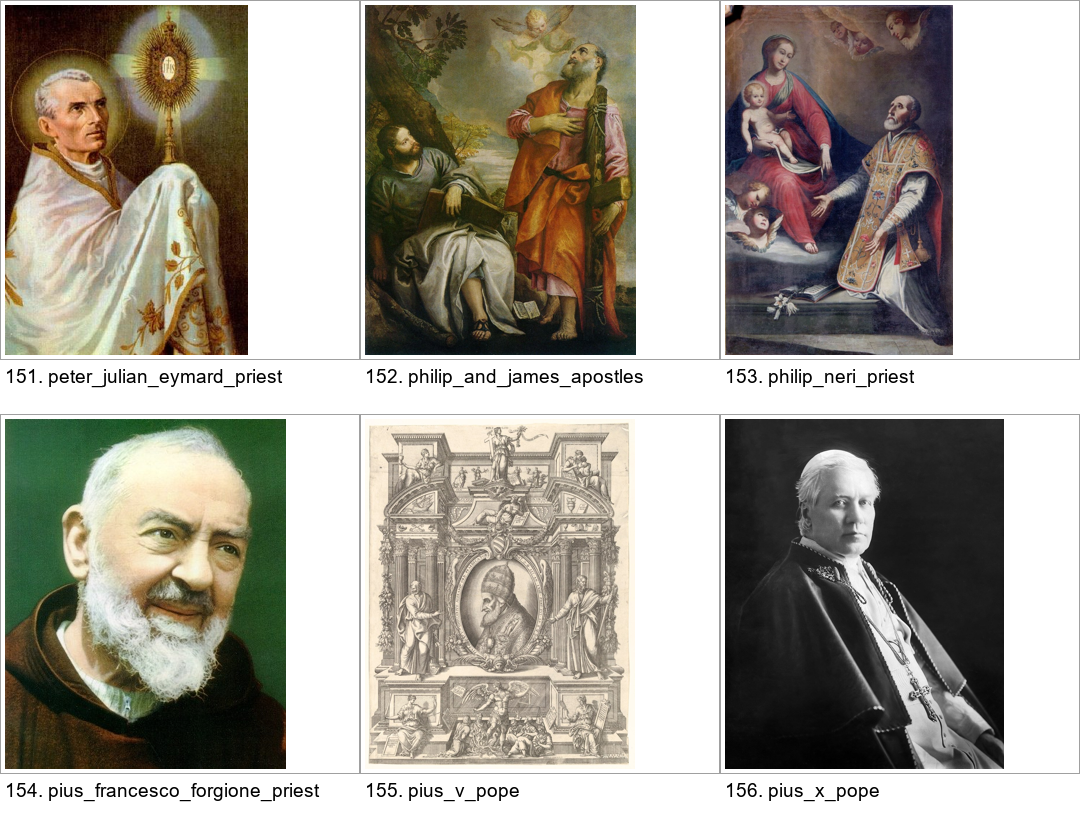 151. peter_julian_eymard_priest
152. philip_and_james_apostles
153. philip_neri_priest
154. pius_francesco_forgione_priest
155. pius_v_pope
156. pius_x_pope